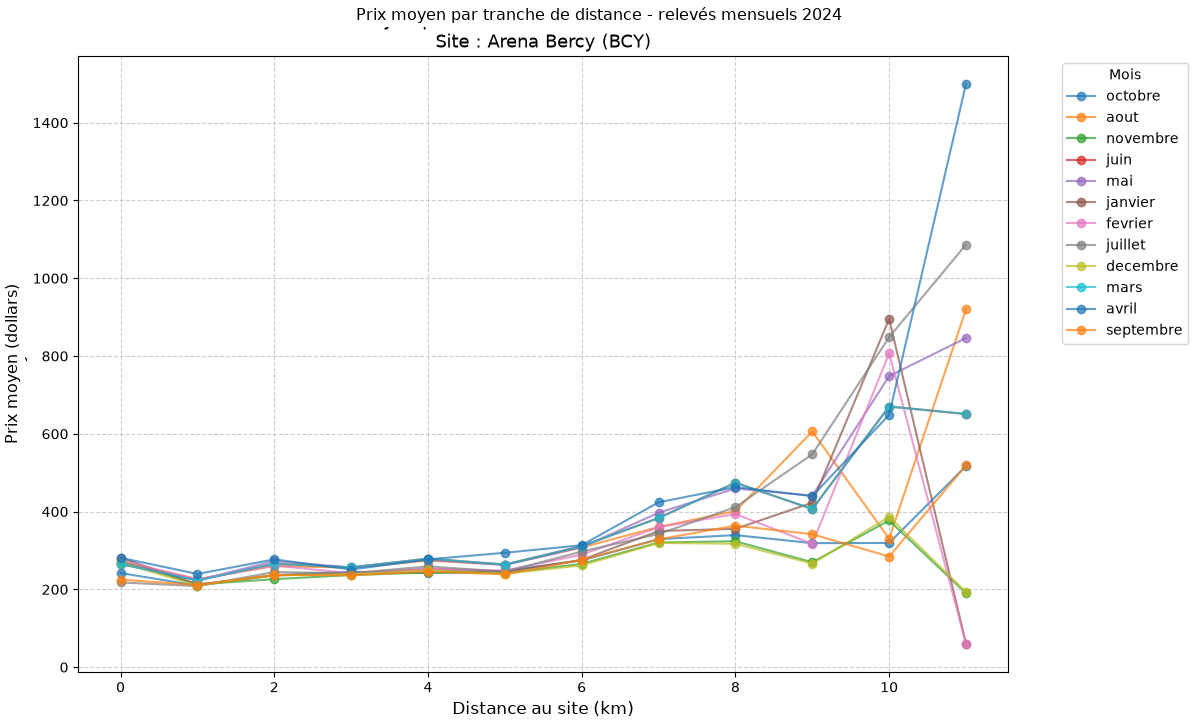 Prix moyen par tranche de distance - relevés mensuels 2024
Site : Arena Bercy (BCY)
Prix moyen (dollars)
1400
1200
1000
800
600
400
200
0
0 2 4 6 8 10
Distance au site (km)
Mois
octobre
aout
novembre
juin
mai
janvier
fevrier
juillet
decembre
mars
avril
septembre